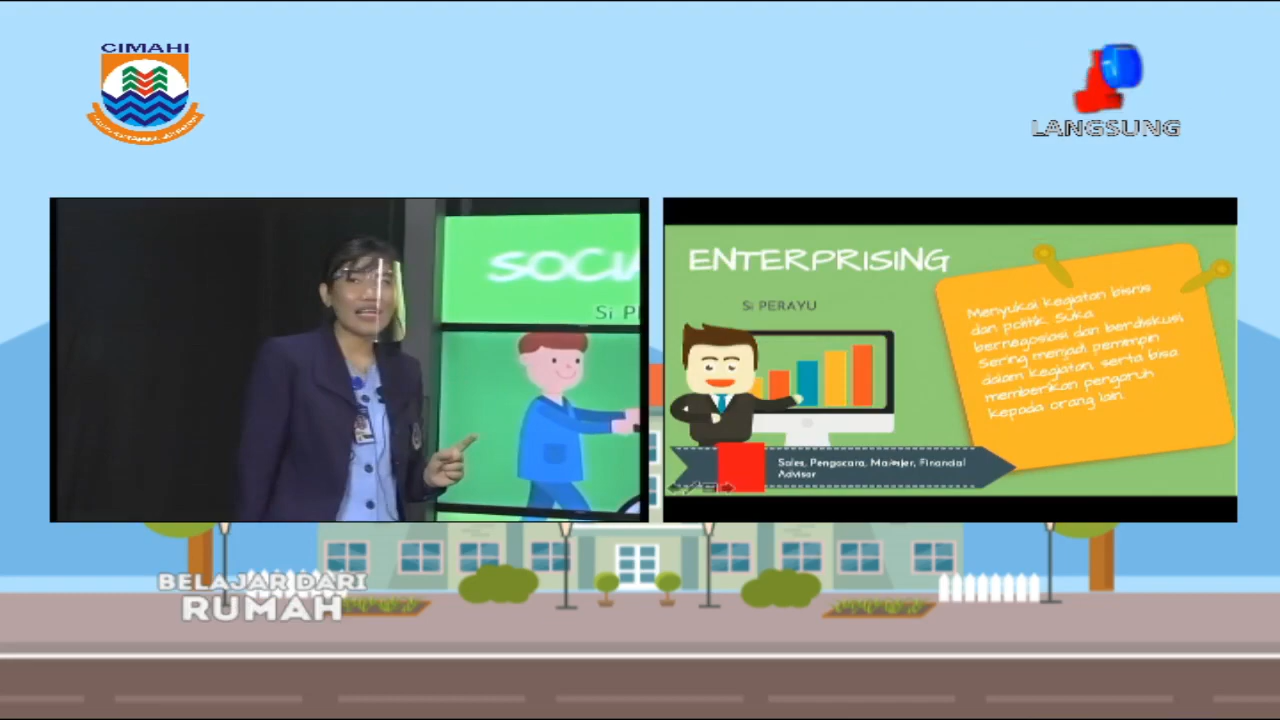 CIMAHI
LANGSUNG
SOCIA
Si P
ENTERPRISING
Si PERAYU
Menyukai kegiatan bisnis
dan politik. Suka
bernegosiasi dan berdiskusi
Sering menjadi pemimpin
dalam kegiatan, serta bisa
memberikan pengaruh
kepada orang lain.
Sales, Pengacara, Manajer, Financial
Advisor
BELAJAR DARI
RUMAH